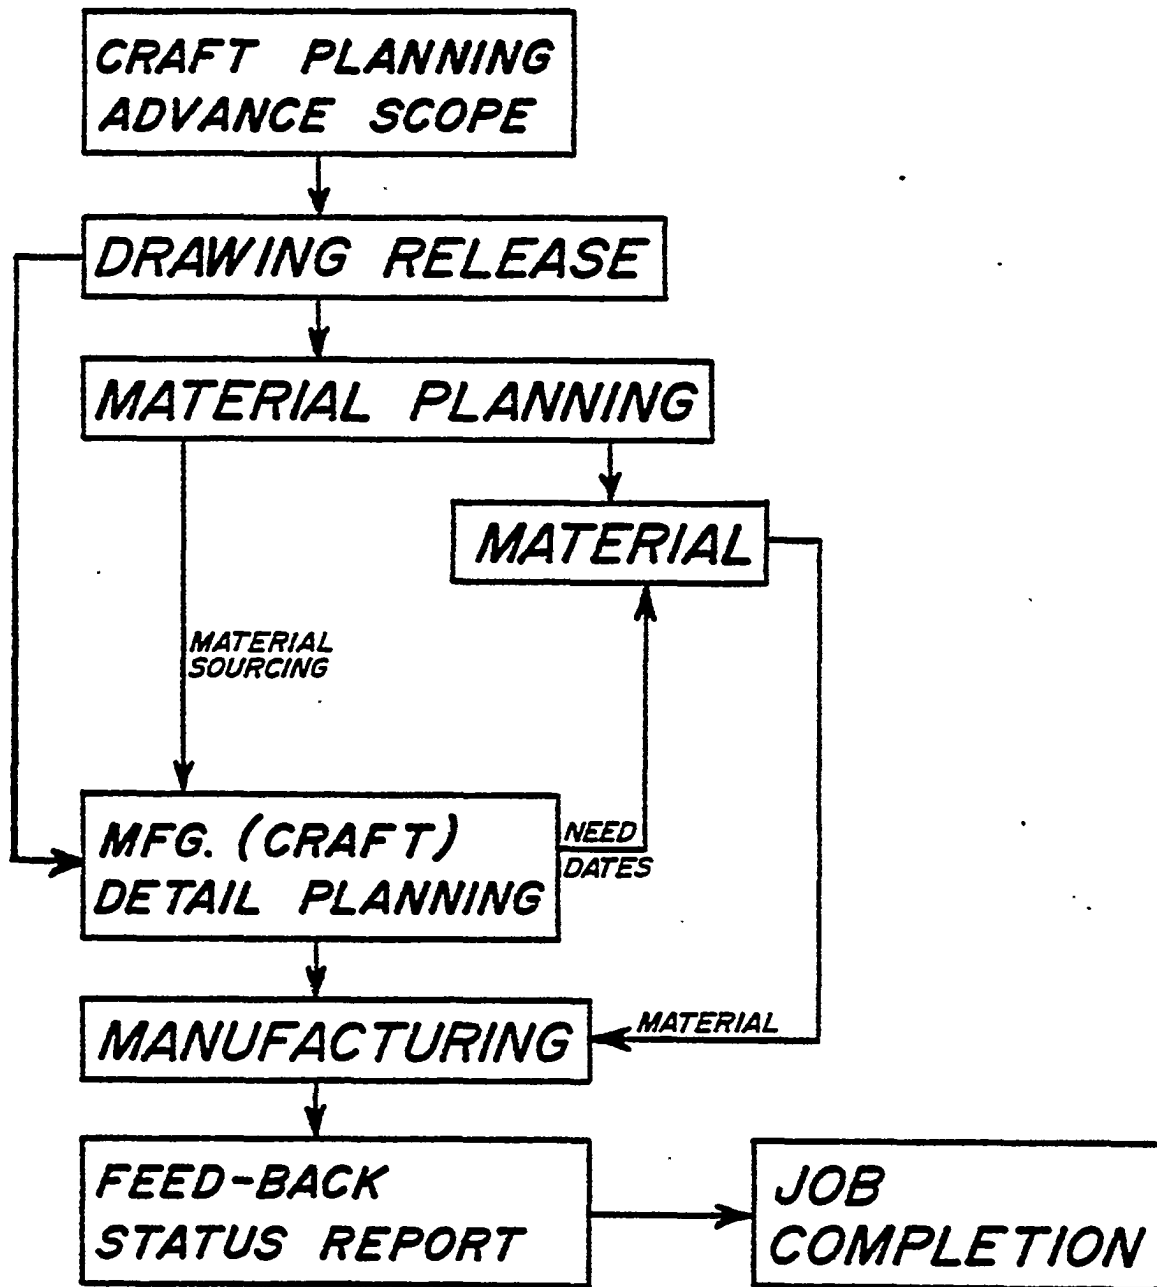 CRAFT PLANNING
ADVANCE SCOPE
DRAWING RELEASE
MATERIAL PLANNING
MATERIAL
MATERIAL
SOURCING
MFG. (CRAFT)
DETAIL PLANNING
NEED
DATES
MANUFACTURING
MATERIAL
FEED-BACK
STATUS REPORT
JOB
COMPLETION